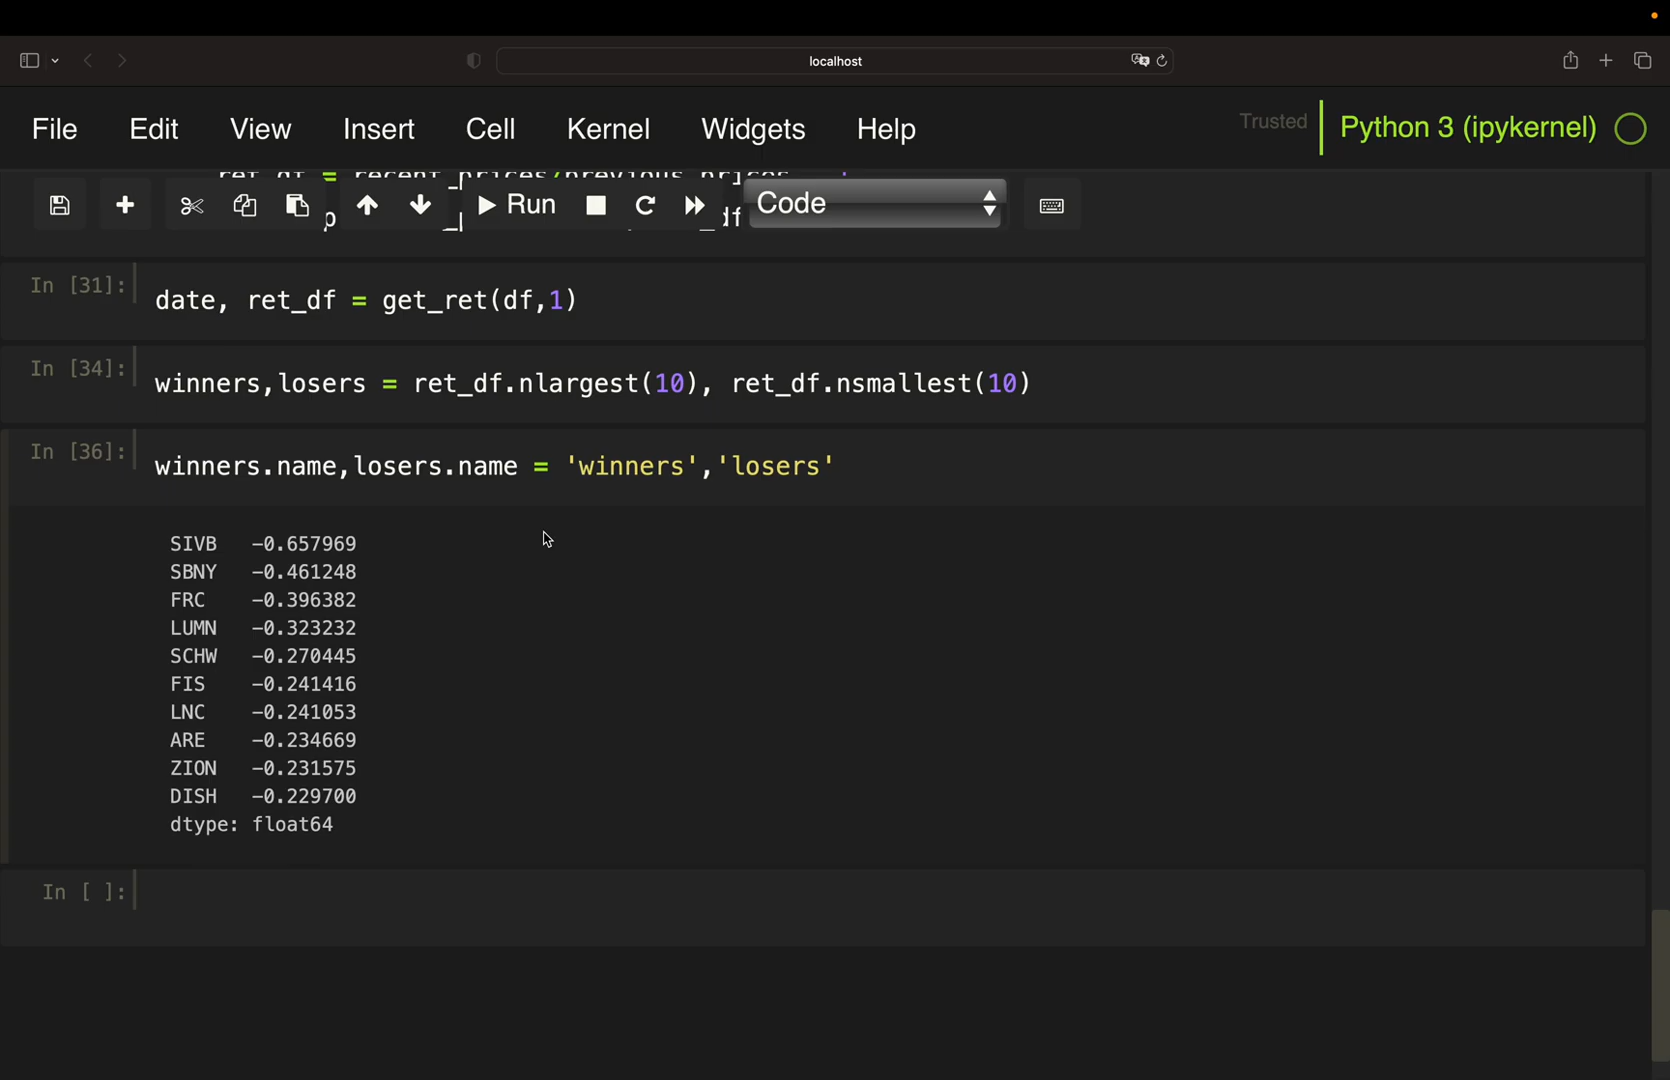 localhost
File Edit View Insert Cell Kernel Widgets Help
Trusted
Python 3 (ipykernel)
ret_df = recent_prices/previous_prices
Run
Code
In [31]:
date, ret_df = get_ret(df,1)
In [34]:
winners,losers = ret_df.nlargest(10), ret_df.nsmallest(10)
In [36]:
winners.name,losers.name = 'winners','losers'
SIVB -0.657969
SBNY -0.461248
FRC -0.396382
LUMN -0.323232
SCHW -0.270445
FIS -0.241416
LNC -0.241053
ARE -0.234669
ZION -0.231575
DISH -0.229700
dtype: float64
In [ ]: